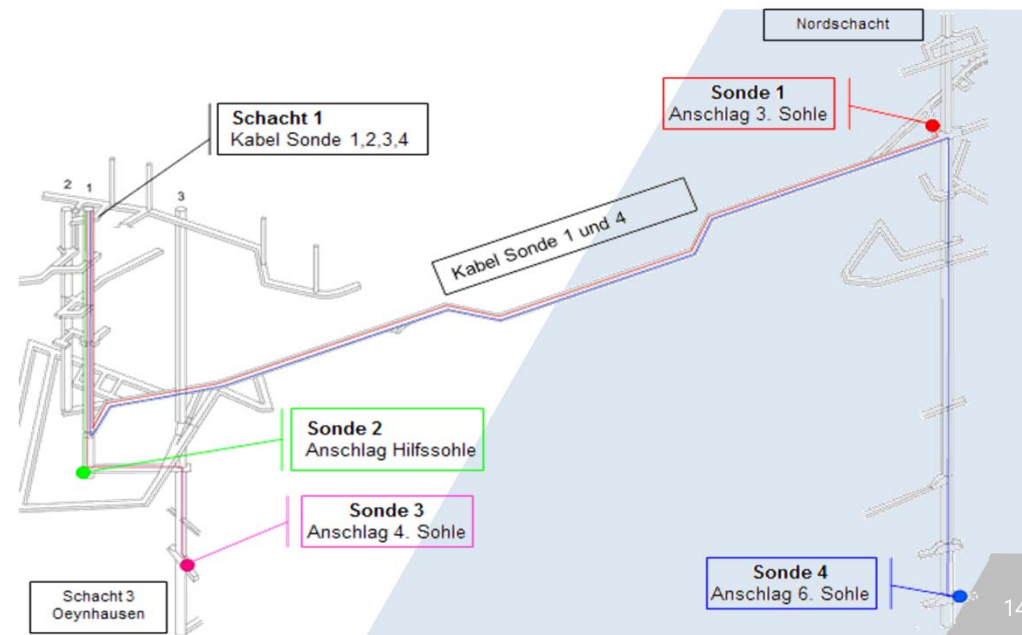 Nordschacht
Sonde 1
Anschlag 3. Sohle
Schacht 1
Kabel Sonde 1,2,3,4
2 1 3
Kabel Sonde 1 und 4
Sonde 2
Anschlag Hilfssohle
Sonde 3
Anschlag 4. Sohle
Sonde 4
Anschlag 6. Sohle
Schacht 3
Oeynhausen
14